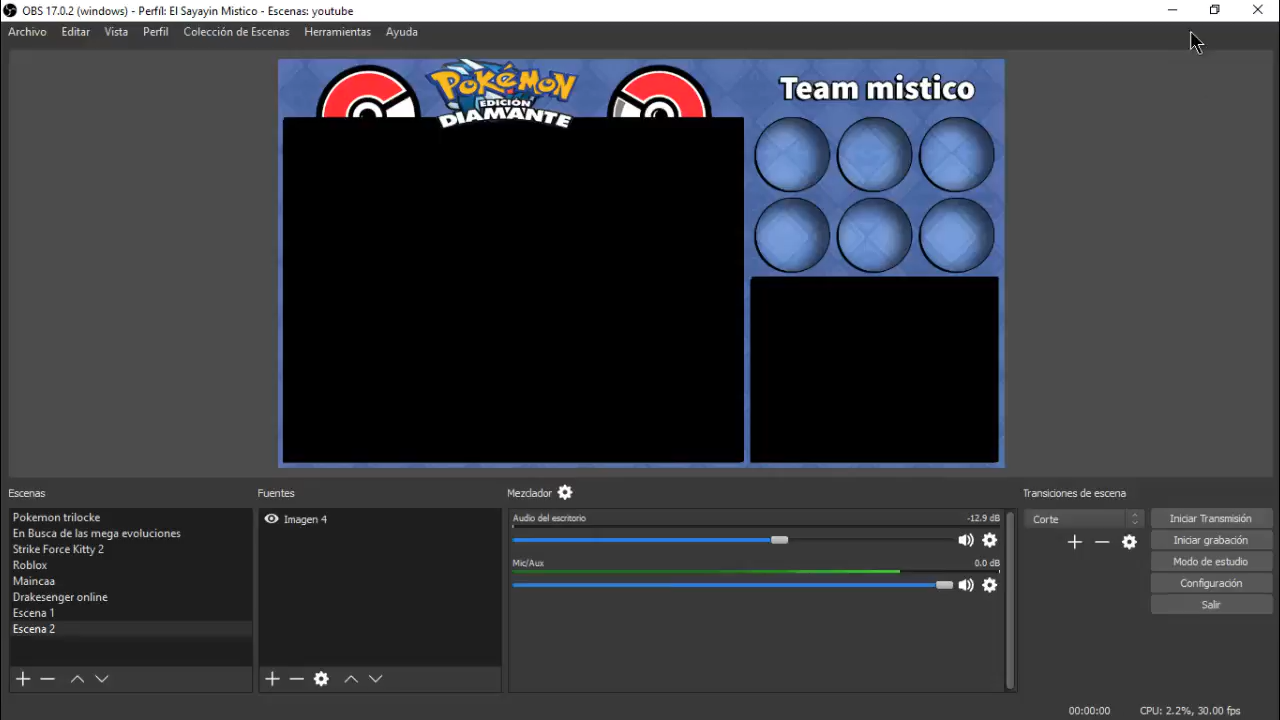 OBS 17.0.2 (windows) - Perfil: El Sayayin Mistico - Escenas: youtube
Archivo Editar Vista Perfil Colección de Escenas Herramientas Ayuda
POKÉMON
EDICIÓN
DIAMANTE
Team mistico
Escenas
Pokemon trilocke
En Busca de las mega evoluciones
Strike Force Kitty 2
Roblox
Maincaa
Drakesenger online
Escena 1
Escena 2
Fuentes
Imagen 4
Mezclador
Audio del escritorio -12.9 dB
Mic/Aux 0.0 dB
Transiciones de escena
Corte
Iniciar Transmisión
Iniciar grabación
Modo de estudio
Configuración
Salir
00:00:00 CPU: 2.2%, 30.00 fps